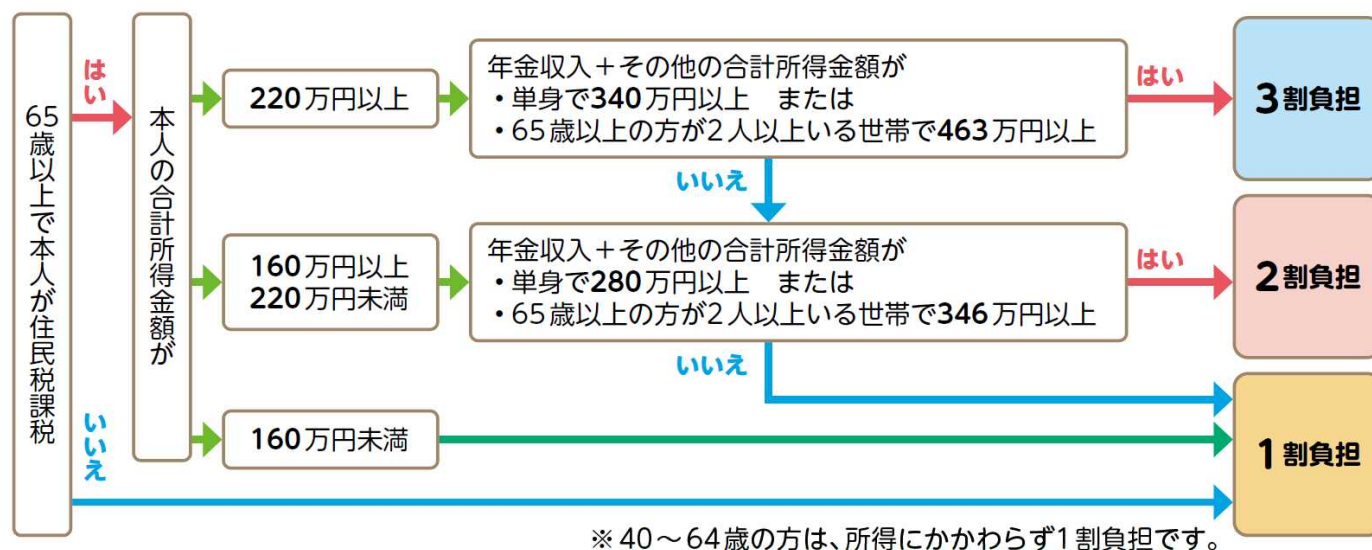 65歳以上で本人が住民税課税
はい
いいえ
本人の合計所得金額が
220万円以上
年金収入＋その他の合計所得金額が
・単身で340万円以上　または
・65歳以上の方が2人以上いる世帯で463万円以上
はい
3割負担
いいえ
160万円以上
220万円未満
年金収入＋その他の合計所得金額が
・単身で280万円以上　または
・65歳以上の方が2人以上いる世帯で346万円以上
はい
2割負担
いいえ
160万円未満
1割負担
※40～64歳の方は、所得にかかわらず1割負担です。